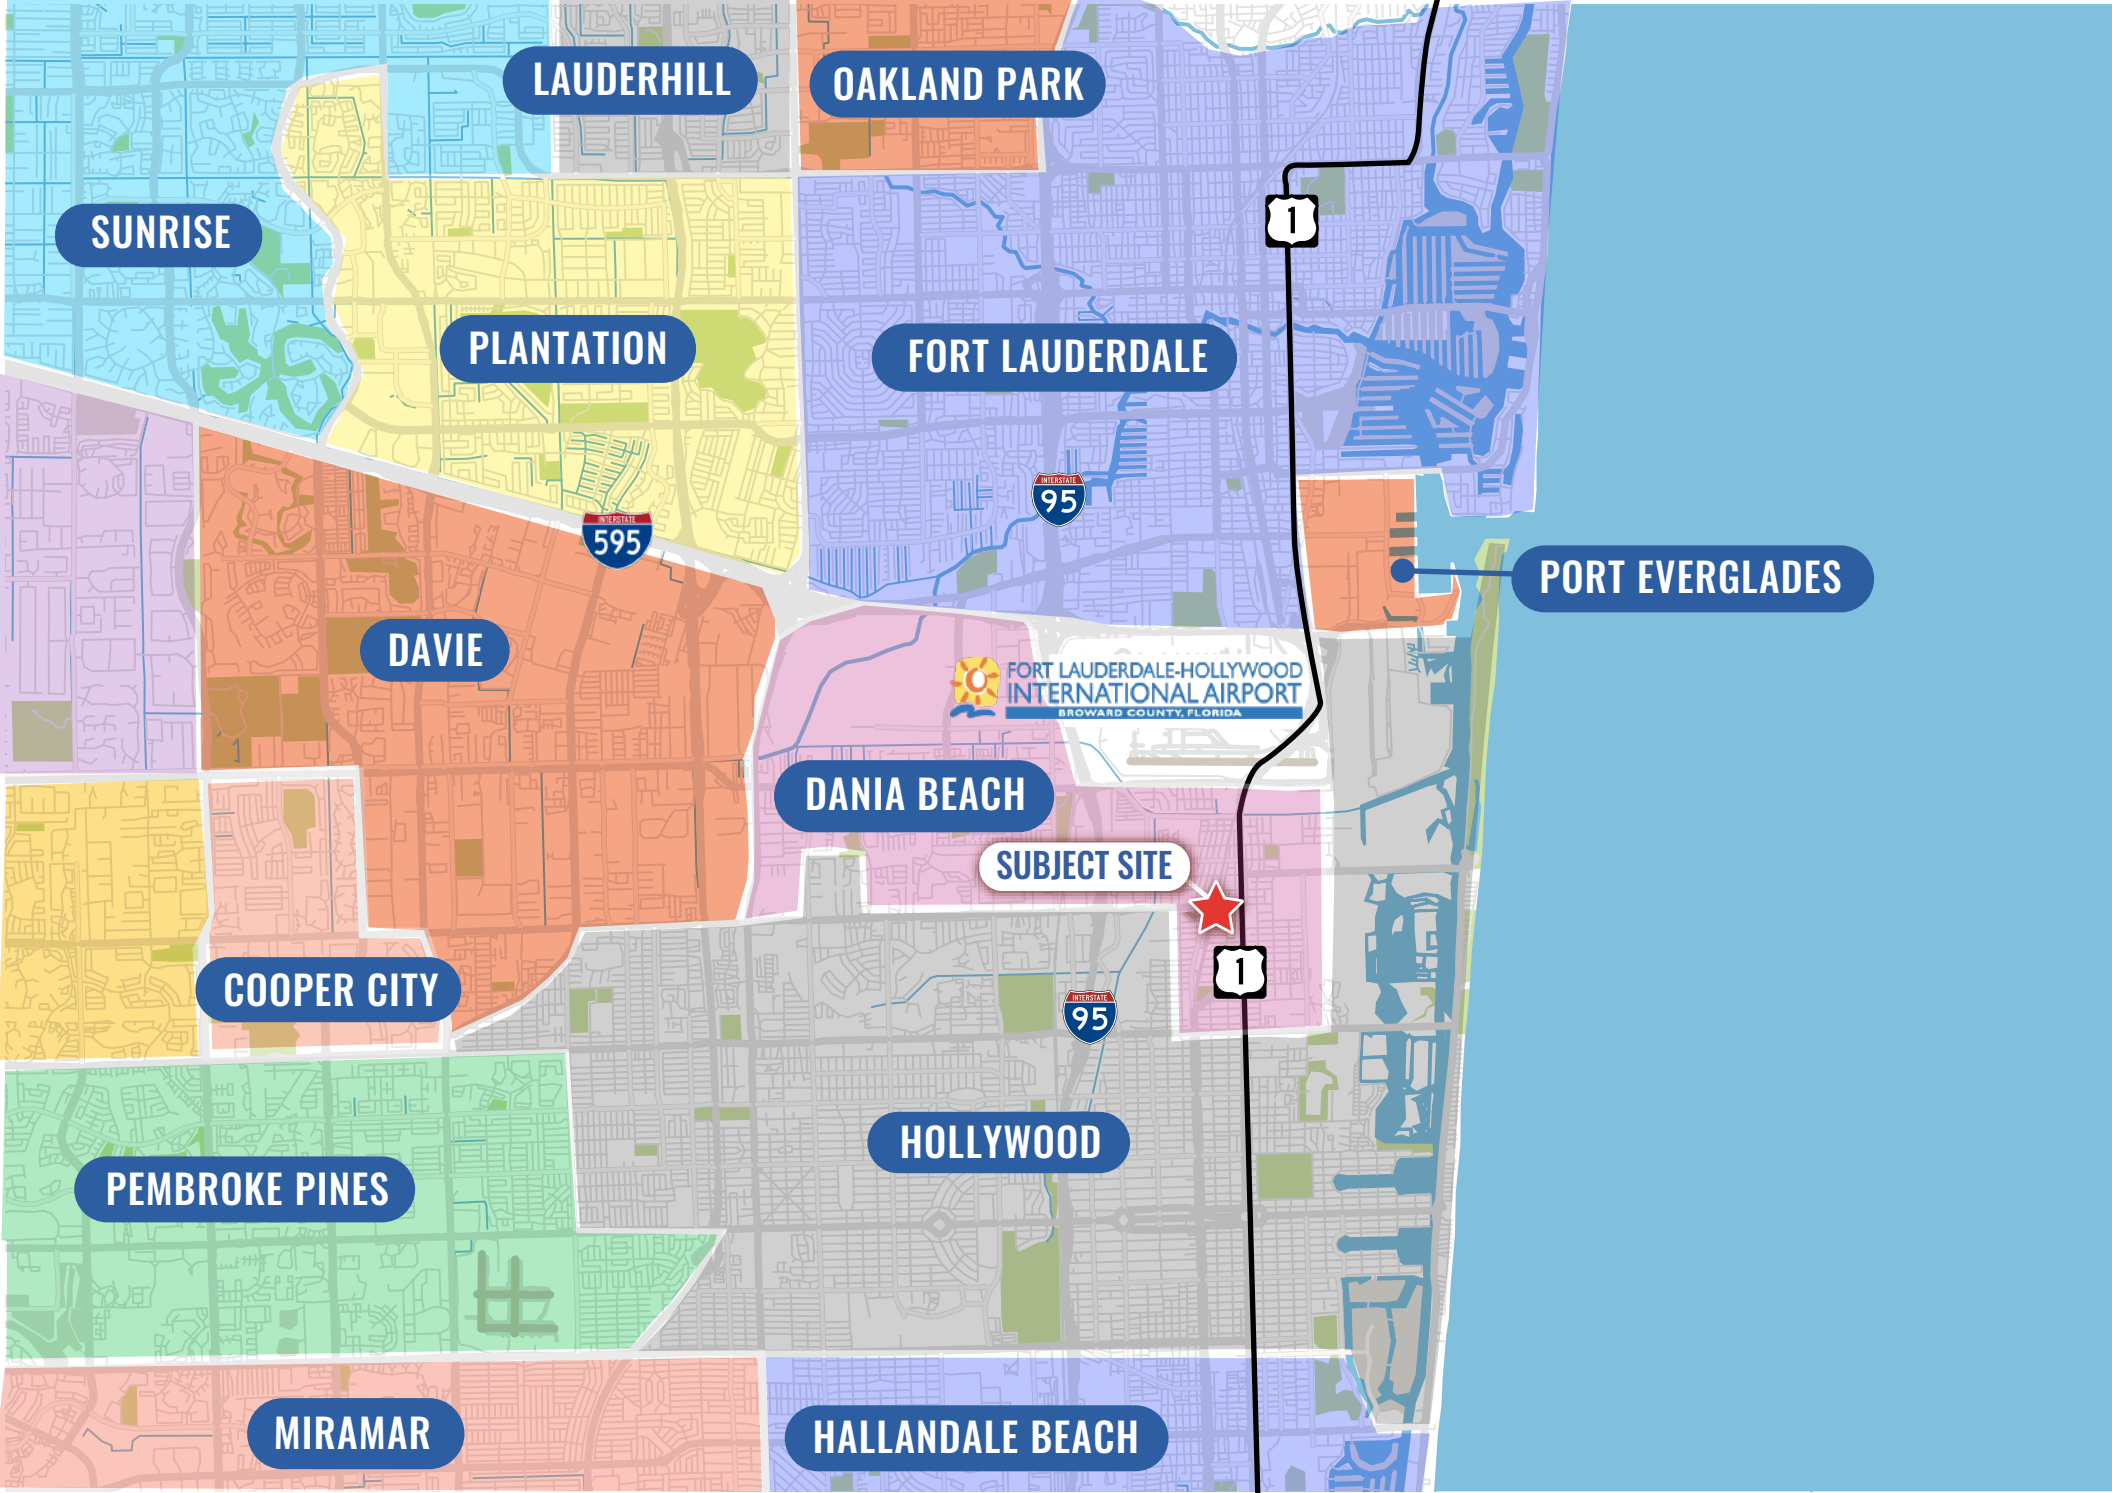 LAUDERHILL
OAKLAND PARK
SUNRISE
1
PLANTATION
FORT LAUDERDALE
INTERSTATE
95
INTERSTATE
595
PORT EVERGLADES
DAVIE
FORT LAUDERDALE-HOLLYWOOD
INTERNATIONAL AIRPORT
BROWARD COUNTY, FLORIDA
DANIA BEACH
SUBJECT SITE
1
COOPER CITY
INTERSTATE
95
HOLLYWOOD
PEMBROKE PINES
MIRAMAR
HALLANDALE BEACH